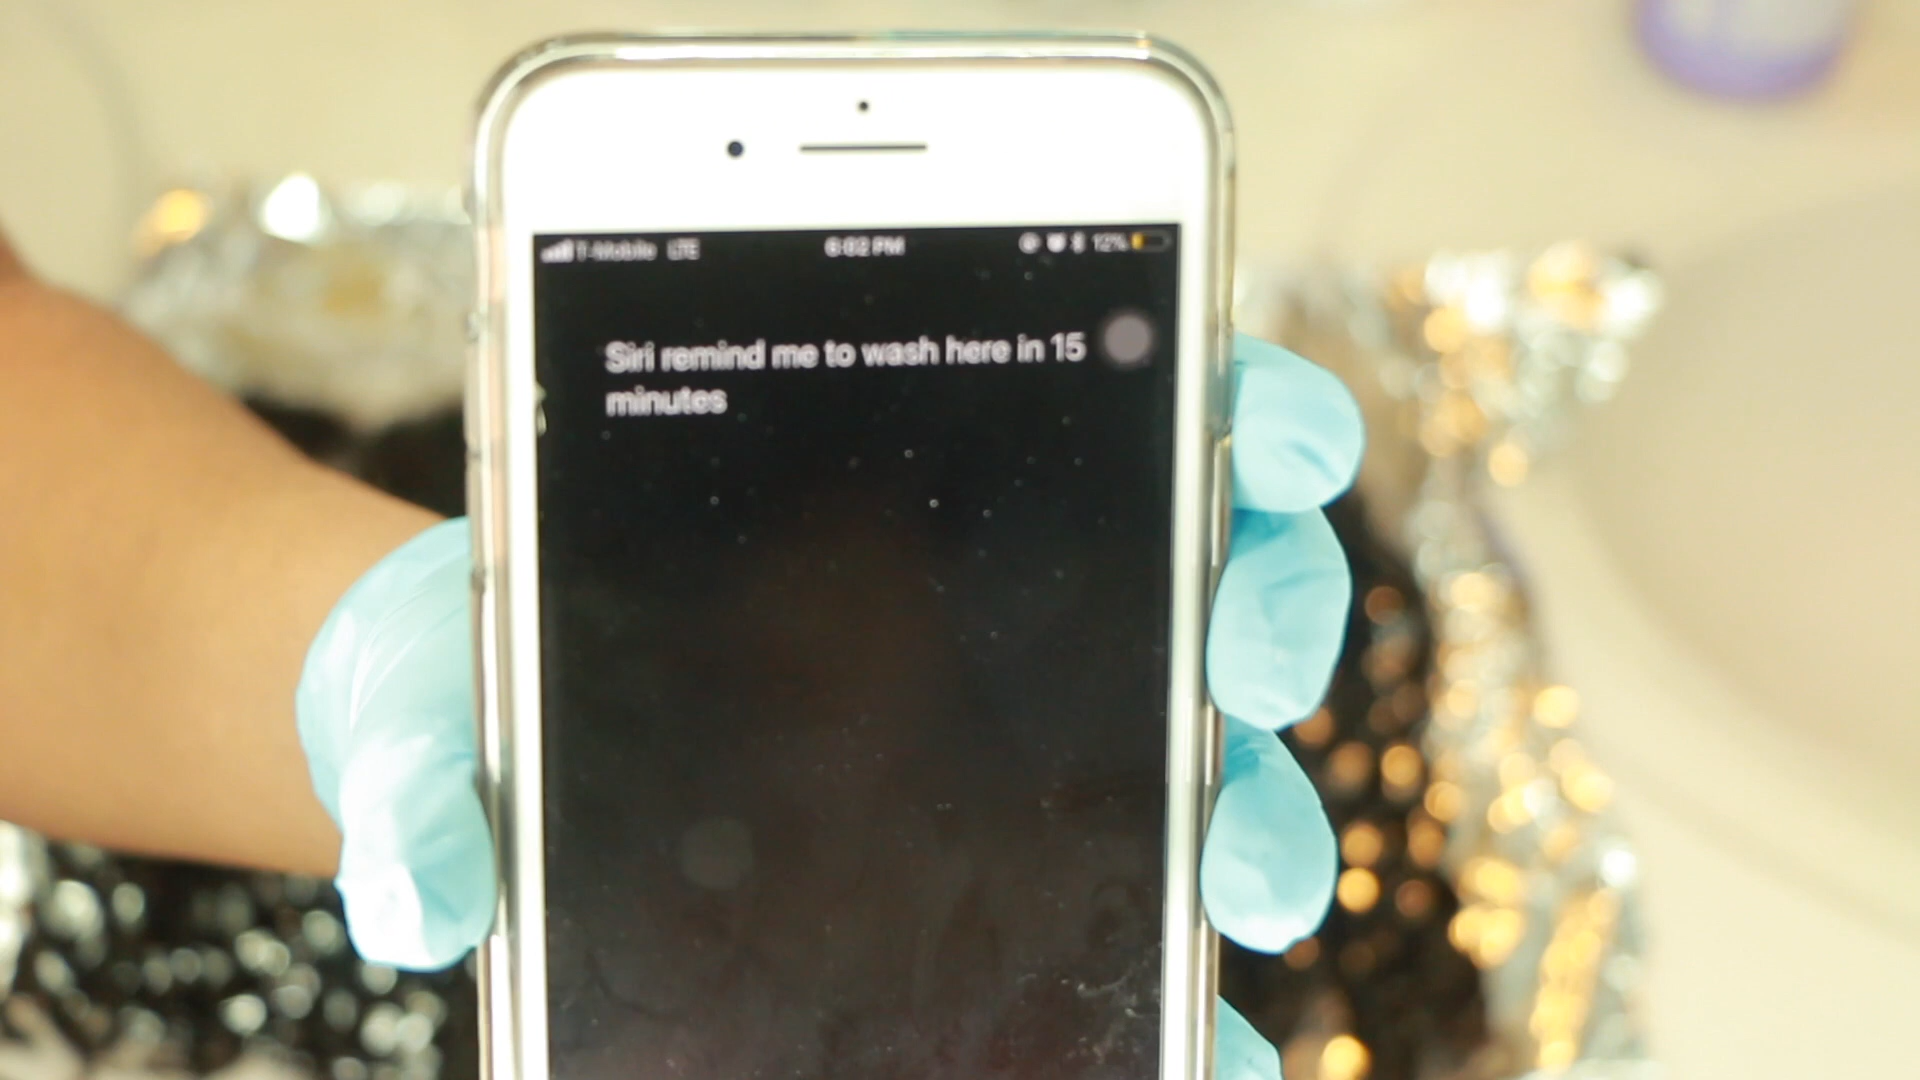 T-Mobile LTE 6:02 PM 12%
Siri remind me to wash here in 15
minutes